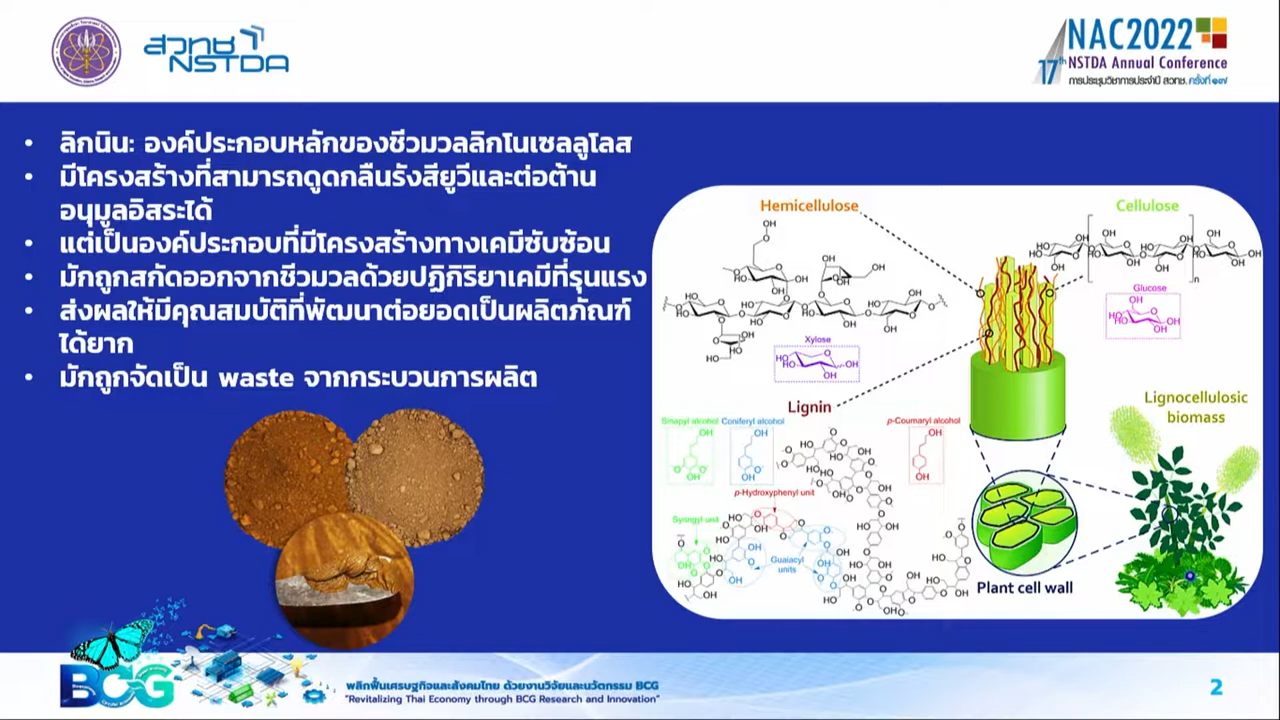 สวทช
NSTDA
NAC2022
17th NSTDA Annual Conference
การประชุมวิชาการประจำปี สวทช. ครั้งที่ ๑๗
• ลิกนิน: องค์ประกอบหลักของชีวมวลลิกโนเซลลูโลส
• มีโครงสร้างที่สามารถดูดกลืนรังสียูวีและต่อต้าน
อนุมูลอิสระได้
• แต่เป็นองค์ประกอบที่มีโครงสร้างทางเคมีซับซ้อน
• มักถูกสกัดออกจากชีวมวลด้วยปฏิกิริยาเคมีที่รุนแรง
• ส่งผลให้มีคุณสมบัติที่พัฒนาต่อยอดเป็นผลิตภัณฑ์
ได้ยาก
• มักถูกจัดเป็น waste จากกระบวนการผลิต
Hemicellulose
Cellulose
Glucose
Xylose
Lignin
Sinapyl alcohol
Coniferyl alcohol
p-Coumaryl alcohol
p-Hydroxyphenyl unit
Syringyl unit
Guaiacyl
units
Lignocellulosic
biomass
Plant cell wall
BCG
พลิกฟื้นเศรษฐกิจและสังคมไทย ด้วยงานวิจัยและนวัตกรรม BCG
"Revitalizing Thai Economy through BCG Research and Innovation"
2